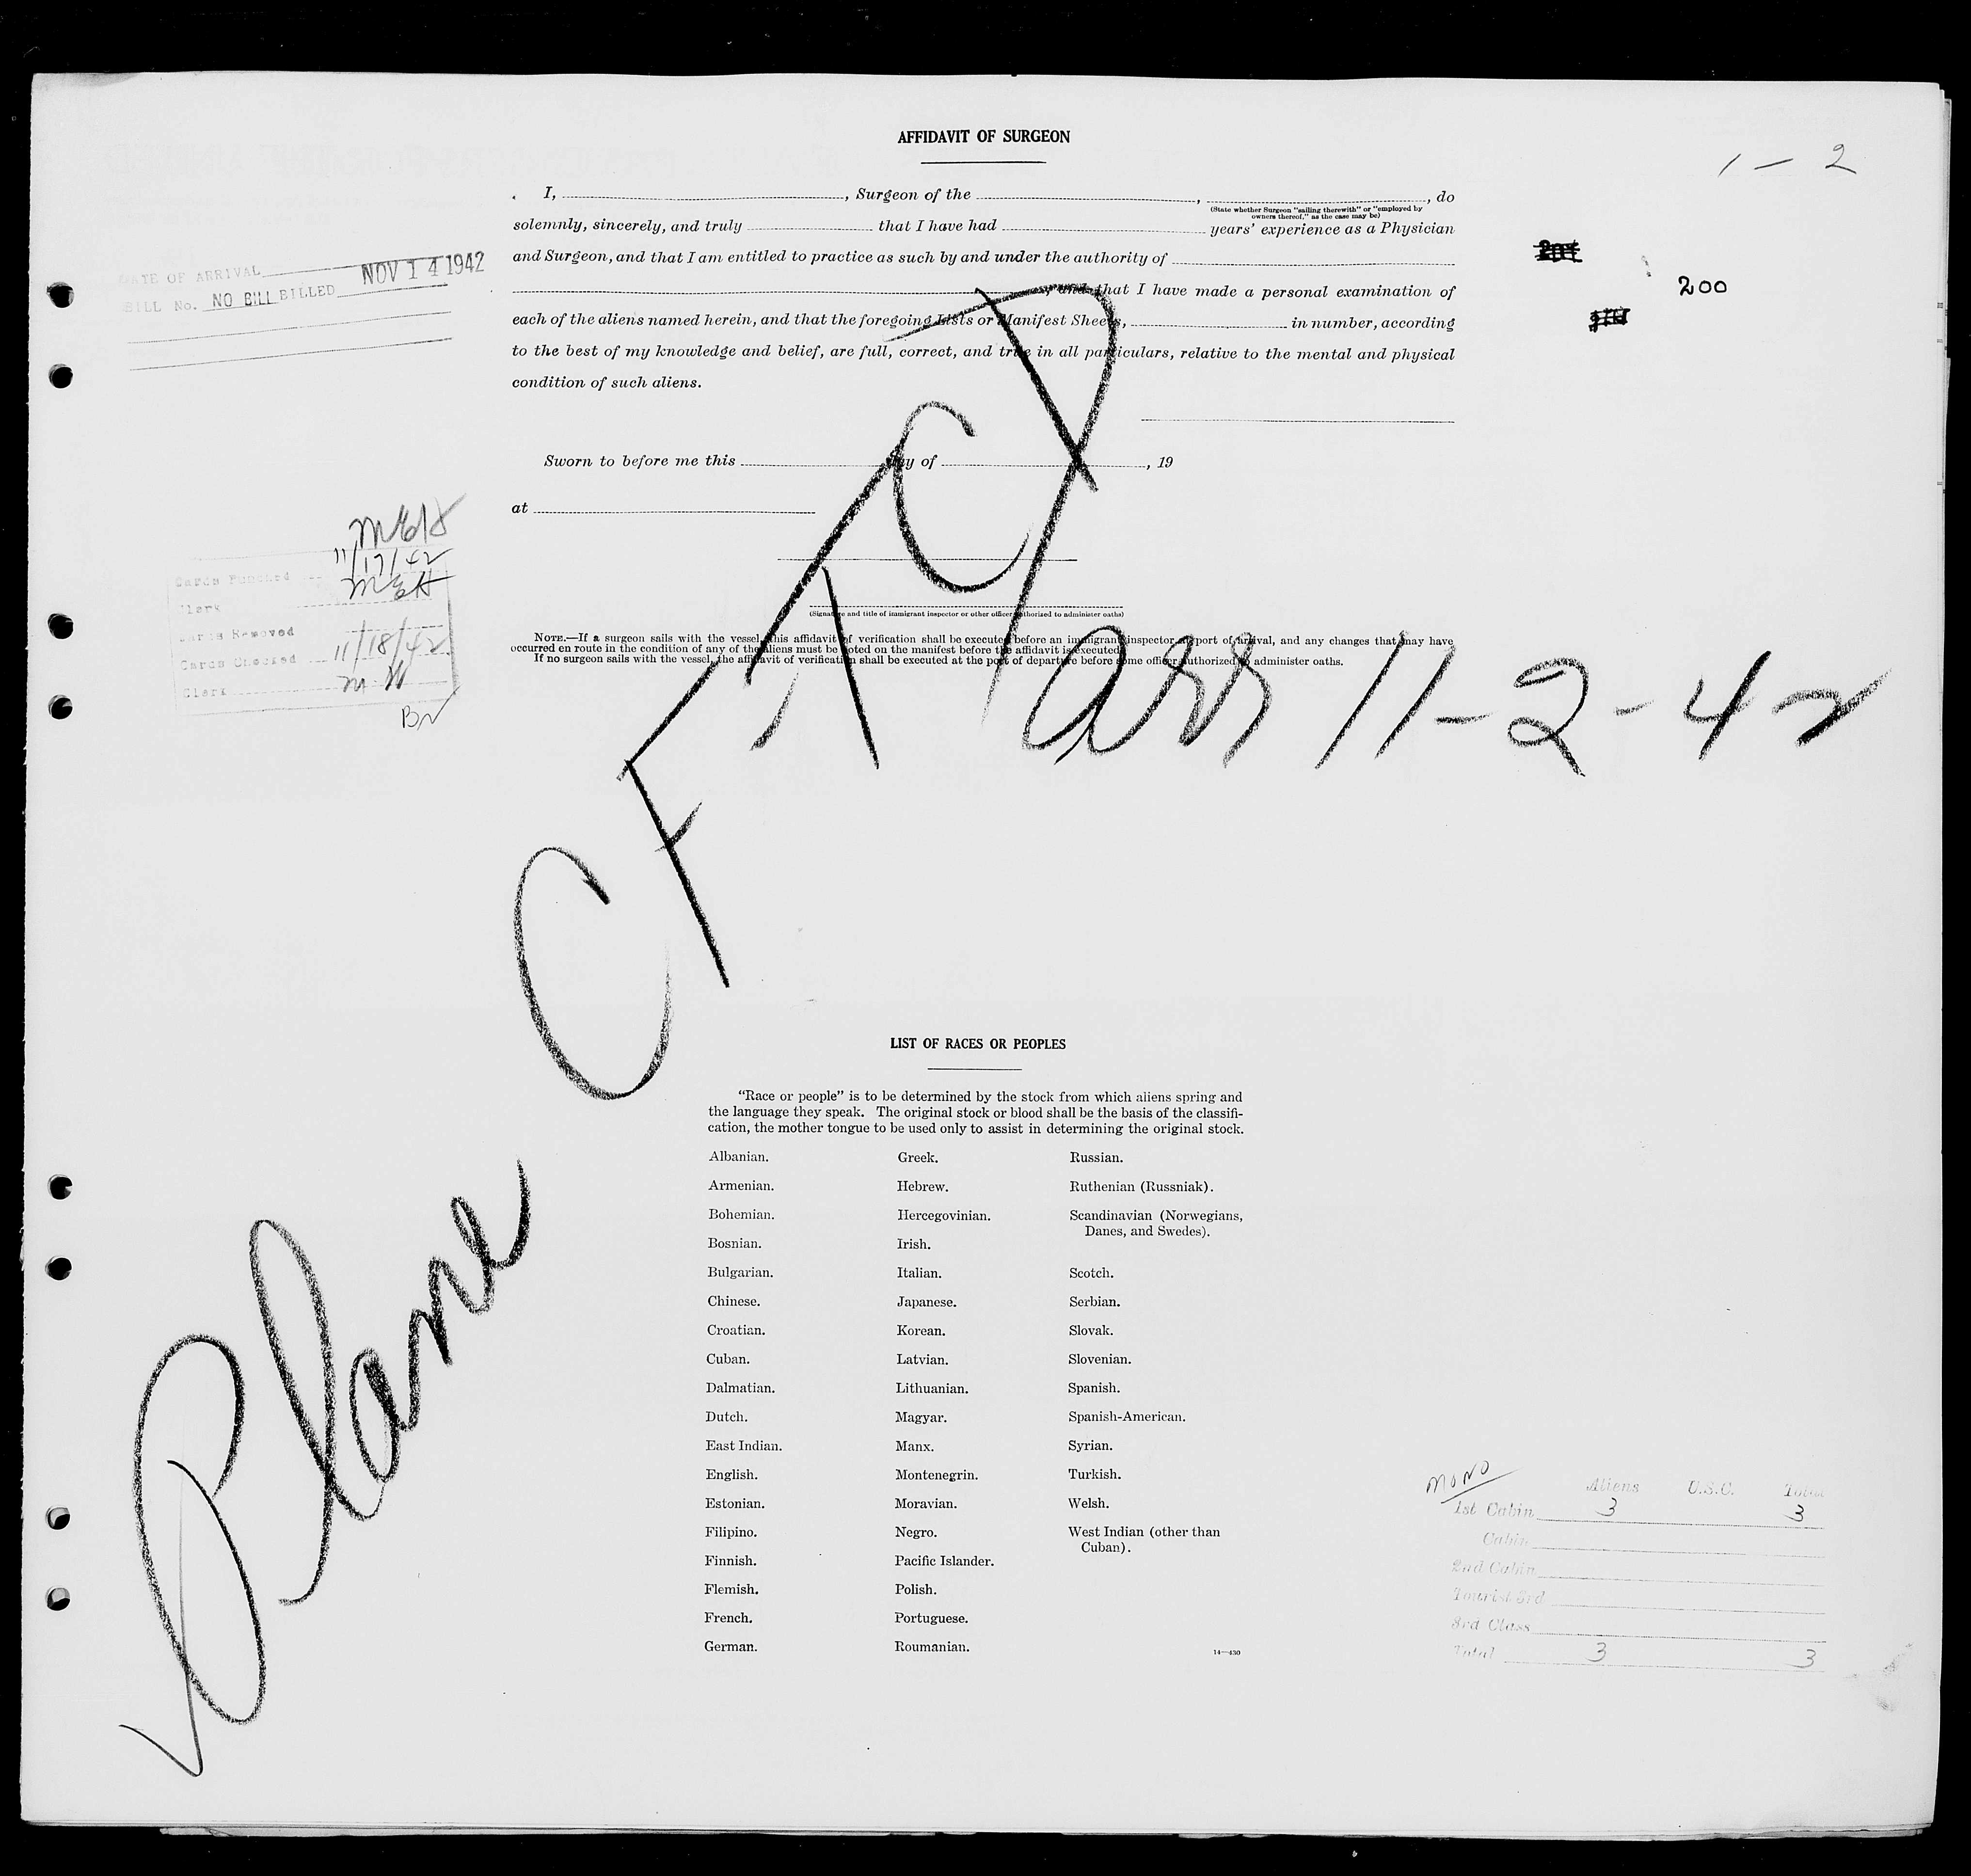 AFFIDAVIT OF SURGEON
1 — 2
I, , Surgeon of the , , do
(State whether Surgeon "sailing therewith" or "employed by
owners thereof," as the case may be)
solemnly, sincerely, and truly that I have had years' experience as a Physician
and Surgeon, and that I am entitled to practice as such by and under the authority of
, and that I have made a personal examination of
each of the aliens named herein, and that the foregoing Lists or Manifest Sheets, in number, according
to the best of my knowledge and belief, are full, correct, and true in all particulars, relative to the mental and physical
condition of such aliens.
200
DATE OF ARRIVAL NOV 14 1942
BILL No. NO BILL BILLED
Sworn to before me this day of , 19
at
(Signature and title of immigrant inspector or other officer authorized to administer oaths)
NOTE.—If a surgeon sails with the vessel, this affidavit of verification shall be executed before an immigrant inspector at port of arrival, and any changes that may have
occurred en route in the condition of any of the aliens must be noted on the manifest before the affidavit is executed.
If no surgeon sails with the vessel, the affidavit of verification shall be executed at the port of departure before some officer authorized to administer oaths.
MEH
11/17/42
Cards Punched
Clerk MEH
Cards Removed
Cards Checked 11/18/42
Clerk
Plane CF
arr 11-2-42
LIST OF RACES OR PEOPLES
"Race or people" is to be determined by the stock from which aliens spring and
the language they speak. The original stock or blood shall be the basis of the classifi-
cation, the mother tongue to be used only to assist in determining the original stock.
Albanian.
Armenian.
Bohemian.
Bosnian.
Bulgarian.
Chinese.
Croatian.
Cuban.
Dalmatian.
Dutch.
East Indian.
English.
Estonian.
Filipino.
Finnish.
Flemish.
French.
German.
Greek.
Hebrew.
Hercegovinian.
Irish.
Italian.
Japanese.
Korean.
Latvian.
Lithuanian.
Magyar.
Manx.
Montenegrin.
Moravian.
Negro.
Pacific Islander.
Polish.
Portuguese.
Roumanian.
Russian.
Ruthenian (Russniak).
Scandinavian (Norwegians,
Danes, and Swedes).
Scotch.
Serbian.
Slovak.
Slovenian.
Spanish.
Spanish-American.
Syrian.
Turkish.
Welsh.
West Indian (other than
Cuban).
14—430
MONO
Aliens U.S.C. Total
1st Cabin 3 3
Cabin
2nd Cabin
Tourist 3rd
3rd Class
Total 3 3